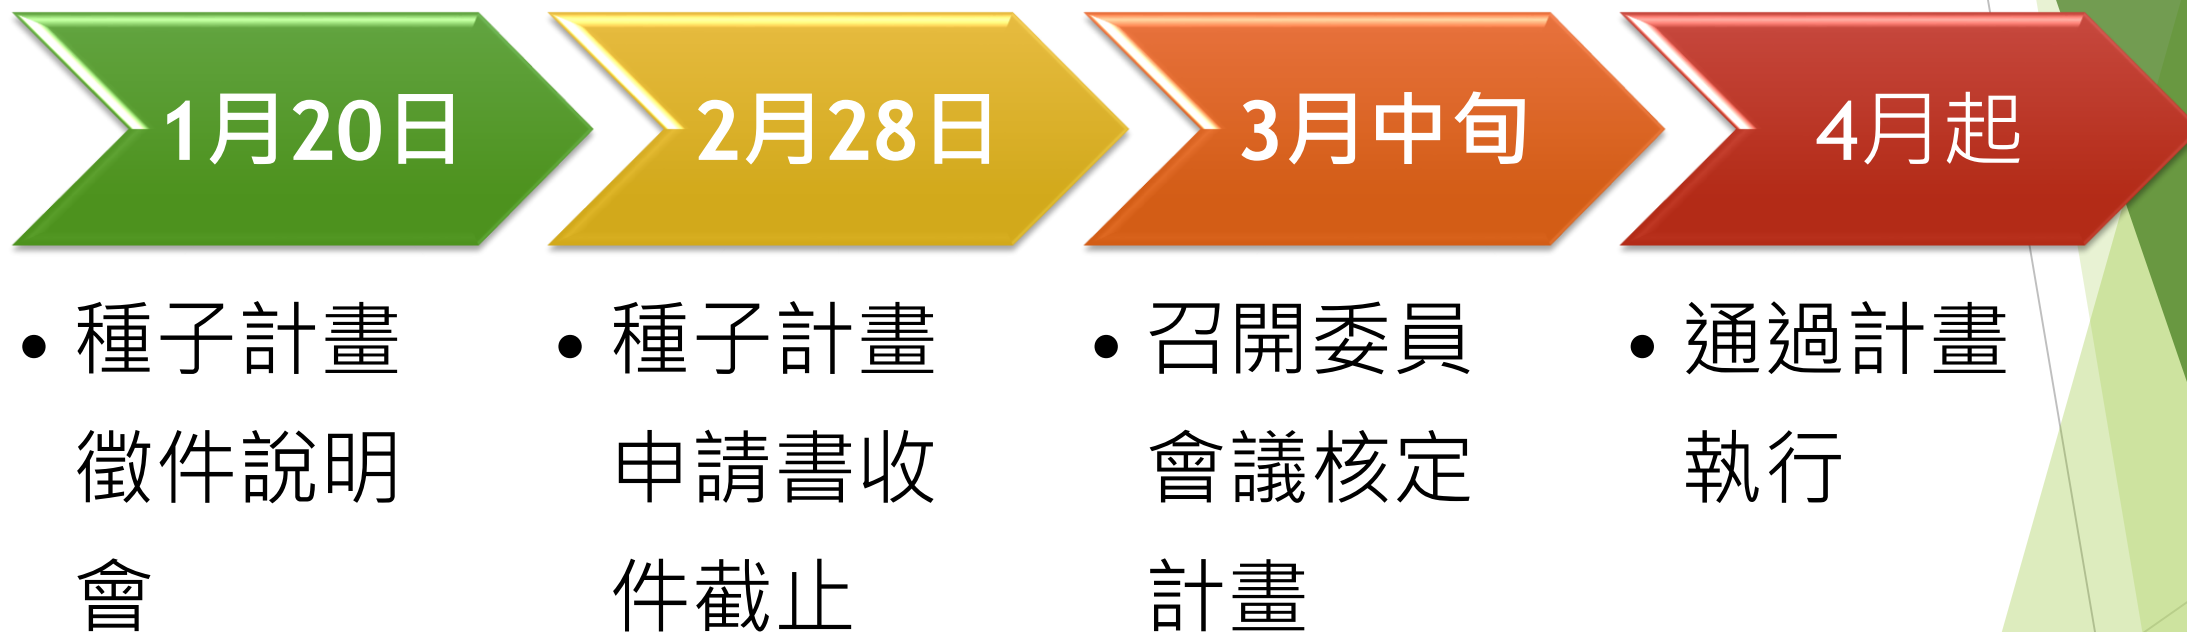 1月20日
• 種子計畫
徵件說明
會
2月28日
• 種子計畫
申請書收
件截止
3月中旬
• 召開委員
會議核定
計畫
4月起
• 通過計畫
執行